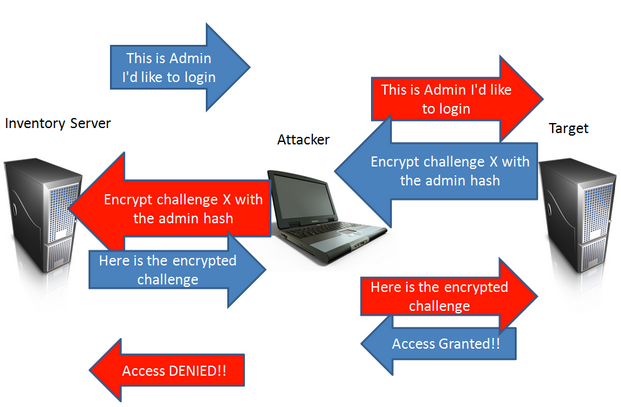 This is Admin
I'd like to login
This is Admin I'd like
to login
Inventory Server
Attacker
Target
Encrypt challenge X with
the admin hash
Encrypt challenge X with
the admin hash
Here is the encrypted
challenge
Here is the encrypted
challenge
Access Granted!!
Access DENIED!!